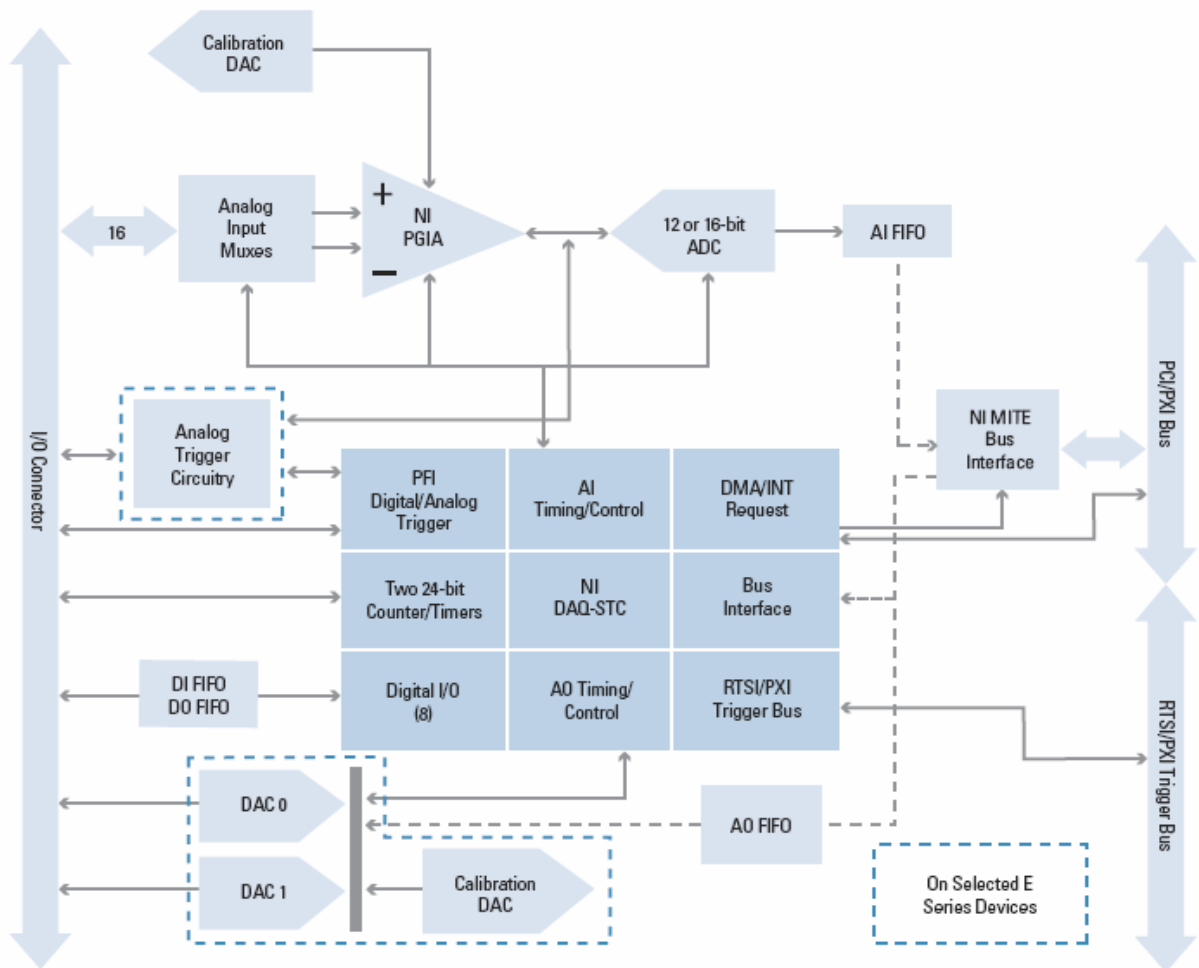 Calibration
DAC
16
Analog
Input
Muxes
+
NI
PGIA
−
12 or 16-bit
ADC
AI FIFO
I/O Connector
PCI/PXI Bus
RTSI/PXI Trigger Bus
Analog
Trigger
Circuitry
NI MITE
Bus
Interface
PFI
Digital/Analog
Trigger
AI
Timing/Control
DMA/INT
Request
Two 24-bit
Counter/Timers
NI
DAQ-STC
Bus
Interface
DI FIFO
DO FIFO
Digital I/O
(8)
AO Timing/
Control
RTSI/PXI
Trigger Bus
DAC 0
DAC 1
Calibration
DAC
AO FIFO
On Selected E
Series Devices